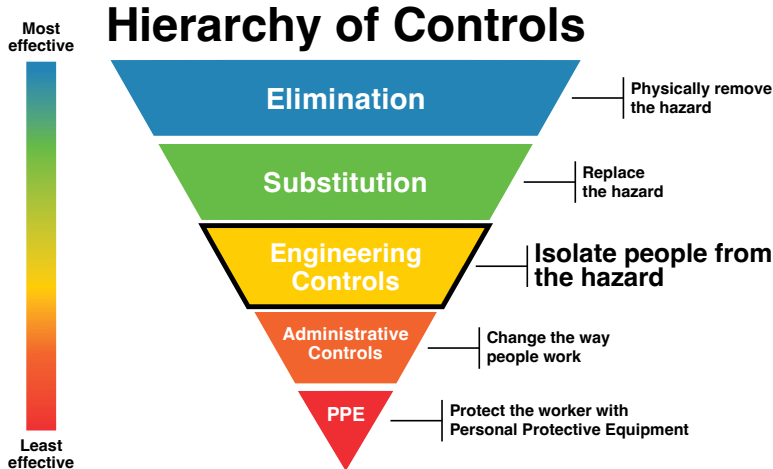 Hierarchy of Controls
Most
effective
Elimination
Physically remove
the hazard
Substitution
Replace
the hazard
Engineering
Controls
Isolate people from
the hazard
Administrative
Controls
Change the way
people work
PPE
Protect the worker with
Personal Protective Equipment
Least
effective